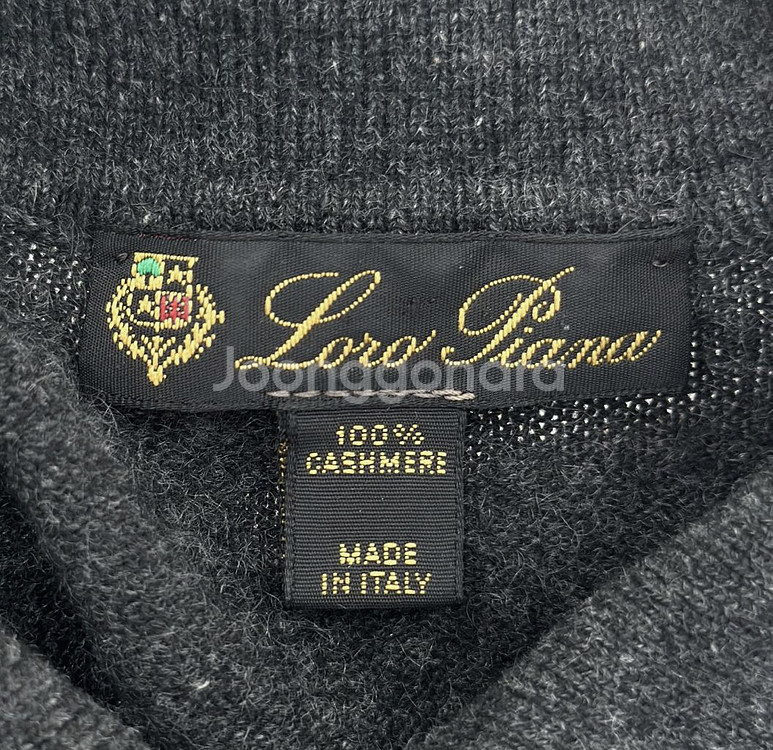 Loro Piana
Joonggonara
100%
CASHMERE
MADE
IN ITALY